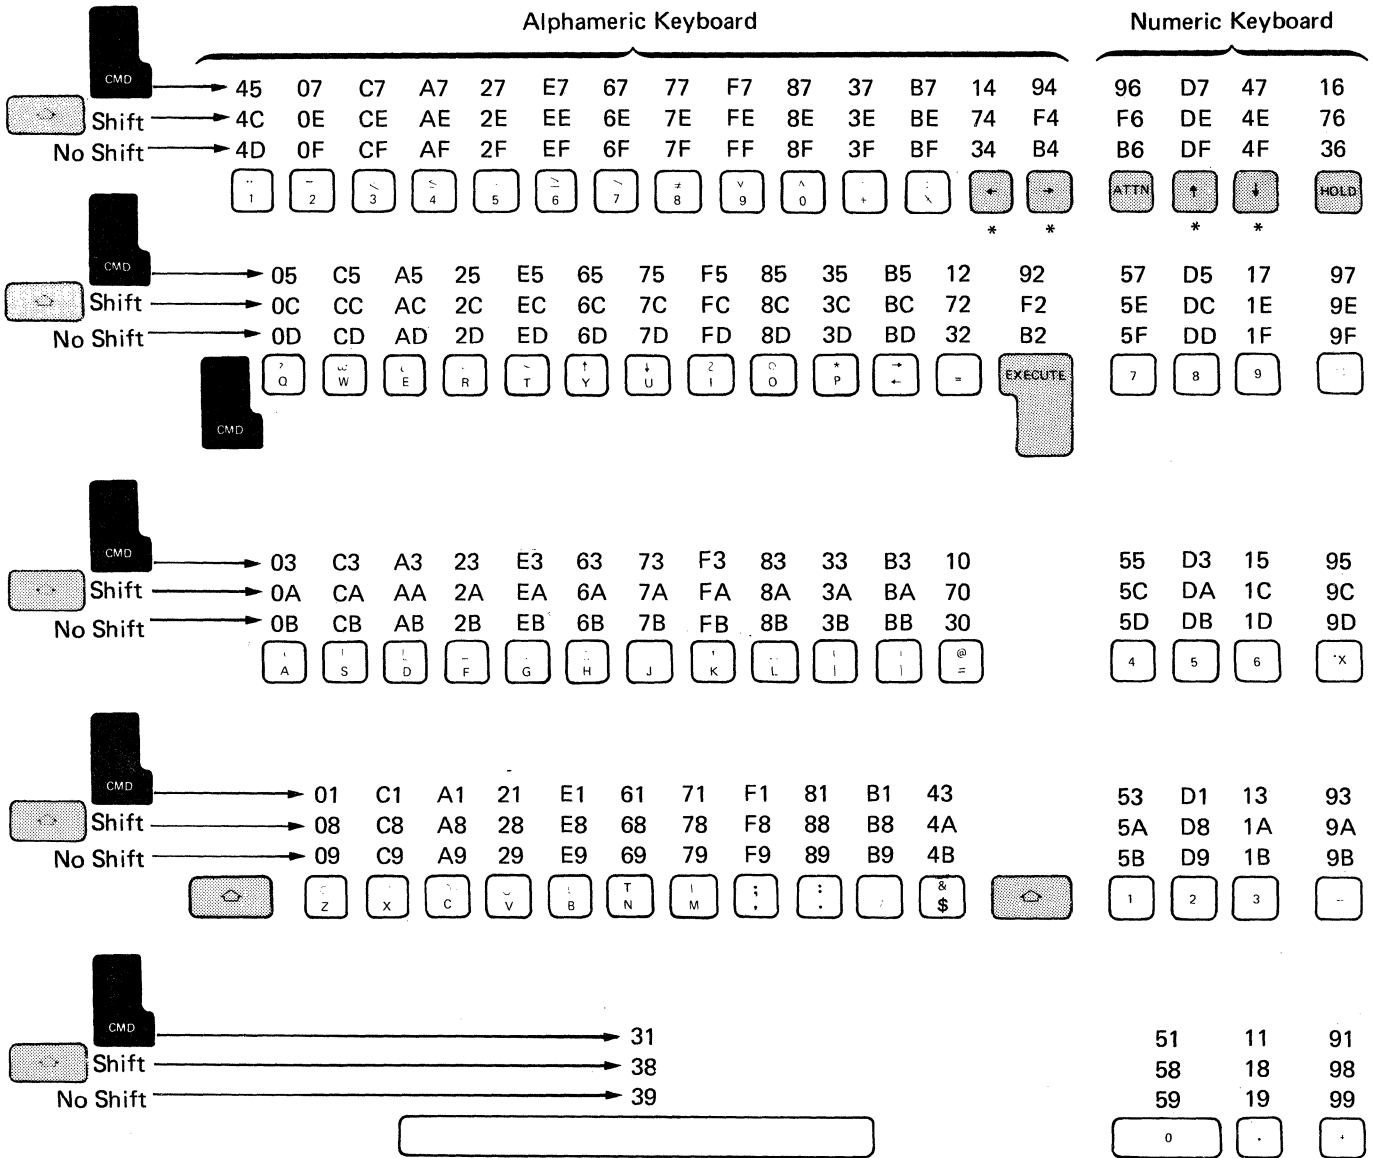 Alphameric Keyboard Numeric Keyboard
CMD 45 07 C7 A7 27 E7 67 77 F7 87 37 B7 14 94 96 D7 47 16
Shift 4C 0E CE AE 2E EE 6E 7E FE 8E 3E BE 74 F4 F6 DE 4E 76
No Shift 4D 0F CF AF 2F EF 6F 7F FF 8F 3F BF 34 B4 B6 DF 4F 36
¨ ¯ < ≤ = ≥ > ≠ ∨ ∧
1 2 3 4 5 6 7 8 9 0 + ← → ATTN ↑ ↓ HOLD
* * * *
CMD 05 C5 A5 25 E5 65 75 F5 85 35 B5 12 92 57 D5 17 97
Shift 0C CC AC 2C EC 6C 7C FC 8C 3C BC 72 F2 5E DC 1E 9E
No Shift 0D CD AD 2D ED 6D 7D FD 8D 3D BD 32 B2 5F DD 1F 9F
? ω ~ ↑ ↓ ○ * →
Q W E R T Y U I O P ← = EXECUTE 7 8 9
CMD
CMD 03 C3 A3 23 E3 63 73 F3 83 33 B3 10 55 D3 15 95
Shift 0A CA AA 2A EA 6A 7A FA 8A 3A BA 70 5C DA 1C 9C
No Shift 0B CB AB 2B EB 6B 7B FB 8B 3B BB 30 5D DB 1D 9D
@
A S D F G H J K L = 4 5 6 X
CMD 01 C1 A1 21 E1 61 71 F1 81 B1 43 53 D1 13 93
Shift 08 C8 A8 28 E8 68 78 F8 88 B8 4A 5A D8 1A 9A
No Shift 09 C9 A9 29 E9 69 79 F9 89 B9 4B 5B D9 1B 9B
T | ; : &
Z X C V B N M , . / $ 1 2 3 −
CMD 31 51 11 91
Shift 38 58 18 98
No Shift 39 59 19 99
0 . +